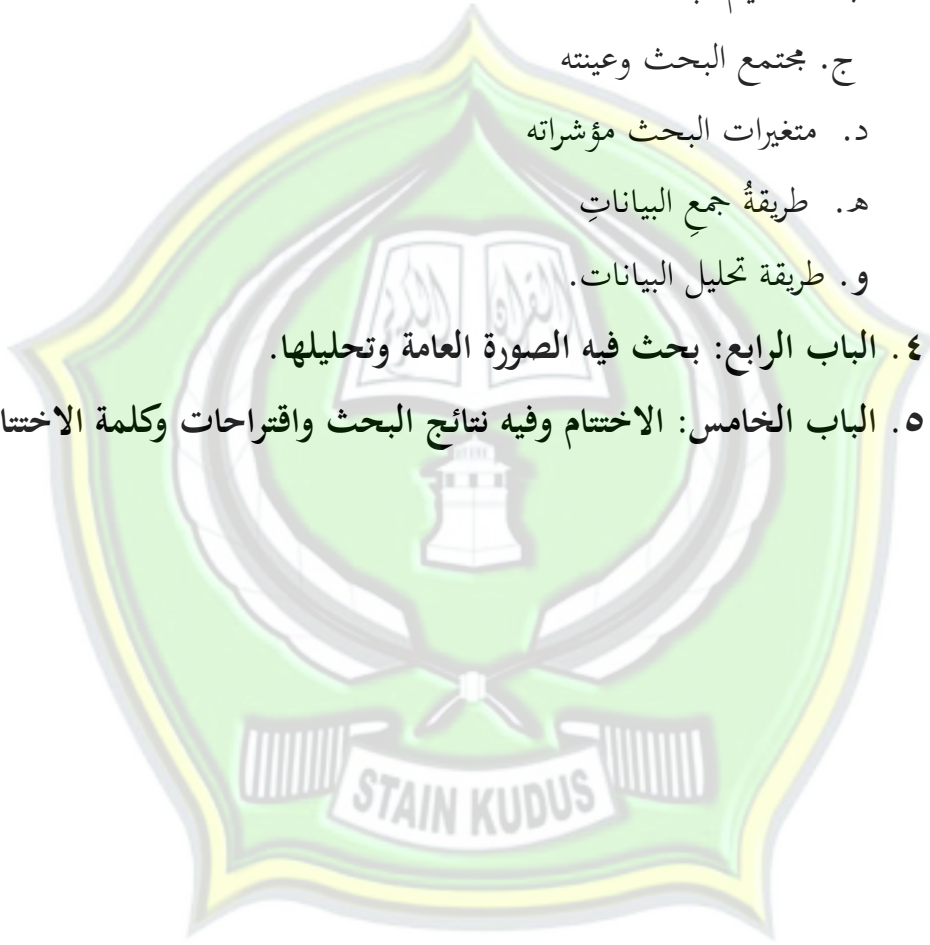 ج. مجتمع البحث وعينته
د. متغيرات البحث مؤشراته
هـ. طريقةُ جمعِ البياناتِ
و. طريقة تحليل البيانات.
٤. الباب الرابع: بحث فيه الصورة العامة وتحليلها.
٥. الباب الخامس: الاختتام وفيه نتائج البحث واقتراحات وكلمة
STAIN KUDUS